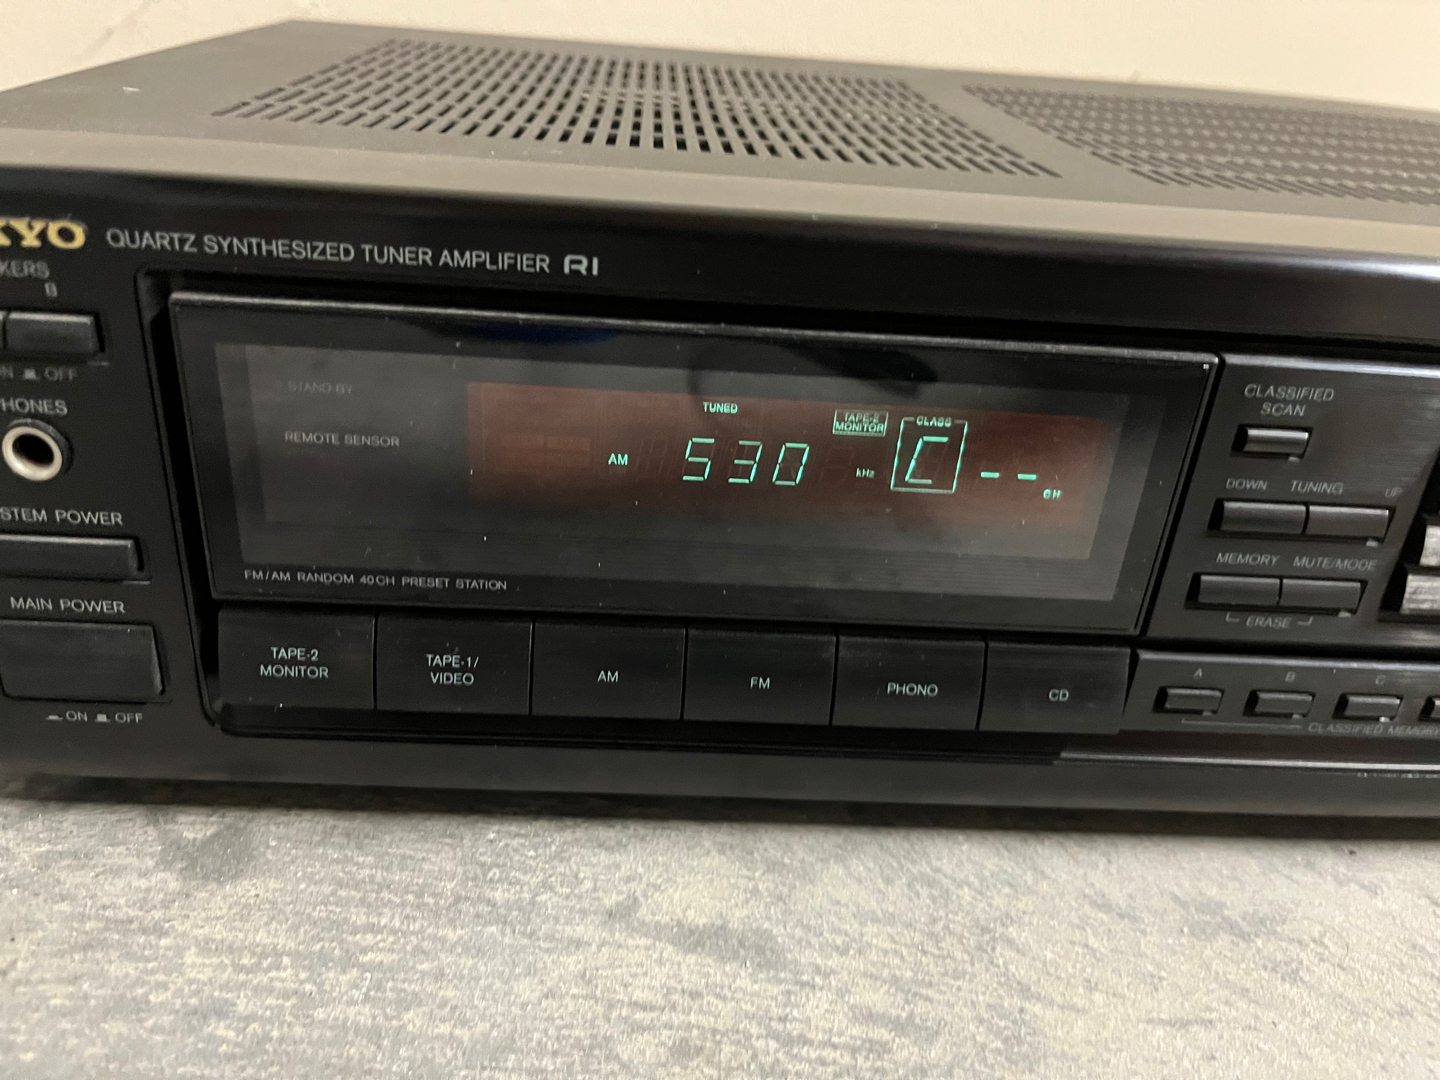 KYO QUARTZ SYNTHESIZED TUNER AMPLIFIER RI
KERS
B
ON OFF
HONES
STEM POWER
MAIN POWER
ON OFF
STAND-BY
REMOTE SENSOR
TUNED
TAPE-2 MONITOR
CLASS
AM 530 kHz C -- CH
FM/AM RANDOM 40CH PRESET STATION
TAPE-2 MONITOR
TAPE-1/ VIDEO
AM
FM
PHONO
CD
CLASSIFIED
SCAN
DOWN TUNING UP
MEMORY MUTE/MODE
ERASE
A B C
CLASSIFIED MEMORY